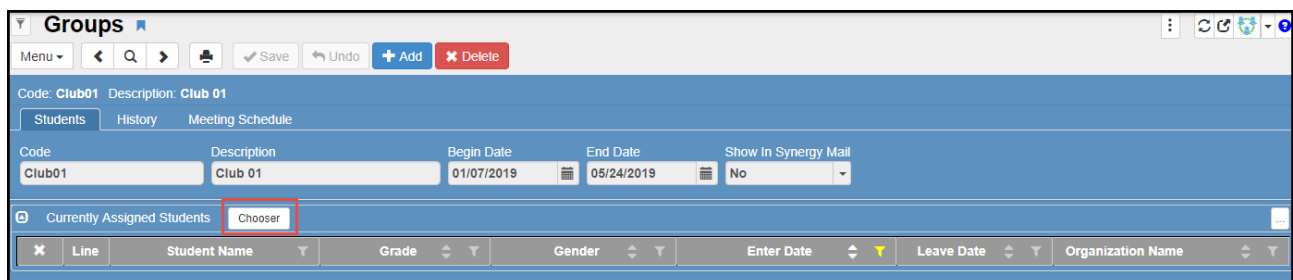 Groups
Menu Save Undo Add Delete
Code: Club01 Description: Club 01
Students History Meeting Schedule
Code Description Begin Date End Date Show In Synergy Mail
Club01 Club 01 01/07/2019 05/24/2019 No
Currently Assigned Students Chooser ...
Line Student Name Grade Gender Enter Date Leave Date Organization Name